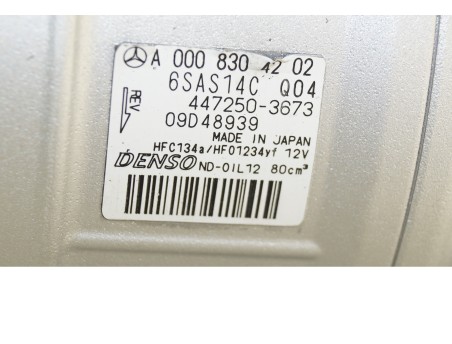 A 000 830 42 02
6SAS14C Q04
REV
447250-3673
09D48939
MADE IN JAPAN
HFC134a/HFO1234yf 12V
DENSO ND-OIL12 80cm³